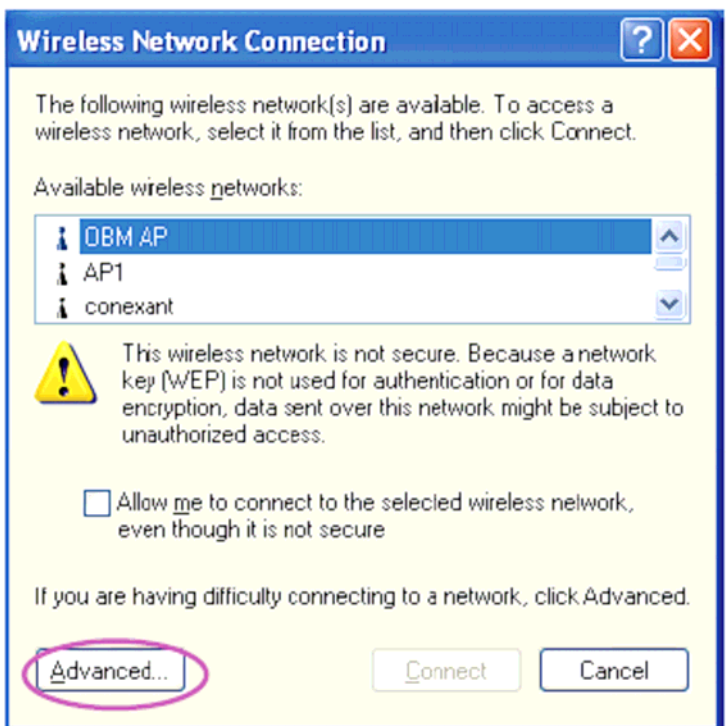 Wireless Network Connection
?
The following wireless network(s) are available. To access a
wireless network, select it from the list, and then click Connect.
Available wireless networks:
OBM AP
AP1
conexant
This wireless network is not secure. Because a network
key (WEP) is not used for authentication or for data
encryption, data sent over this network might be subject to
unauthorized access.
Allow me to connect to the selected wireless network,
even though it is not secure
If you are having difficulty connecting to a network, click Advanced.
Advanced... Connect Cancel